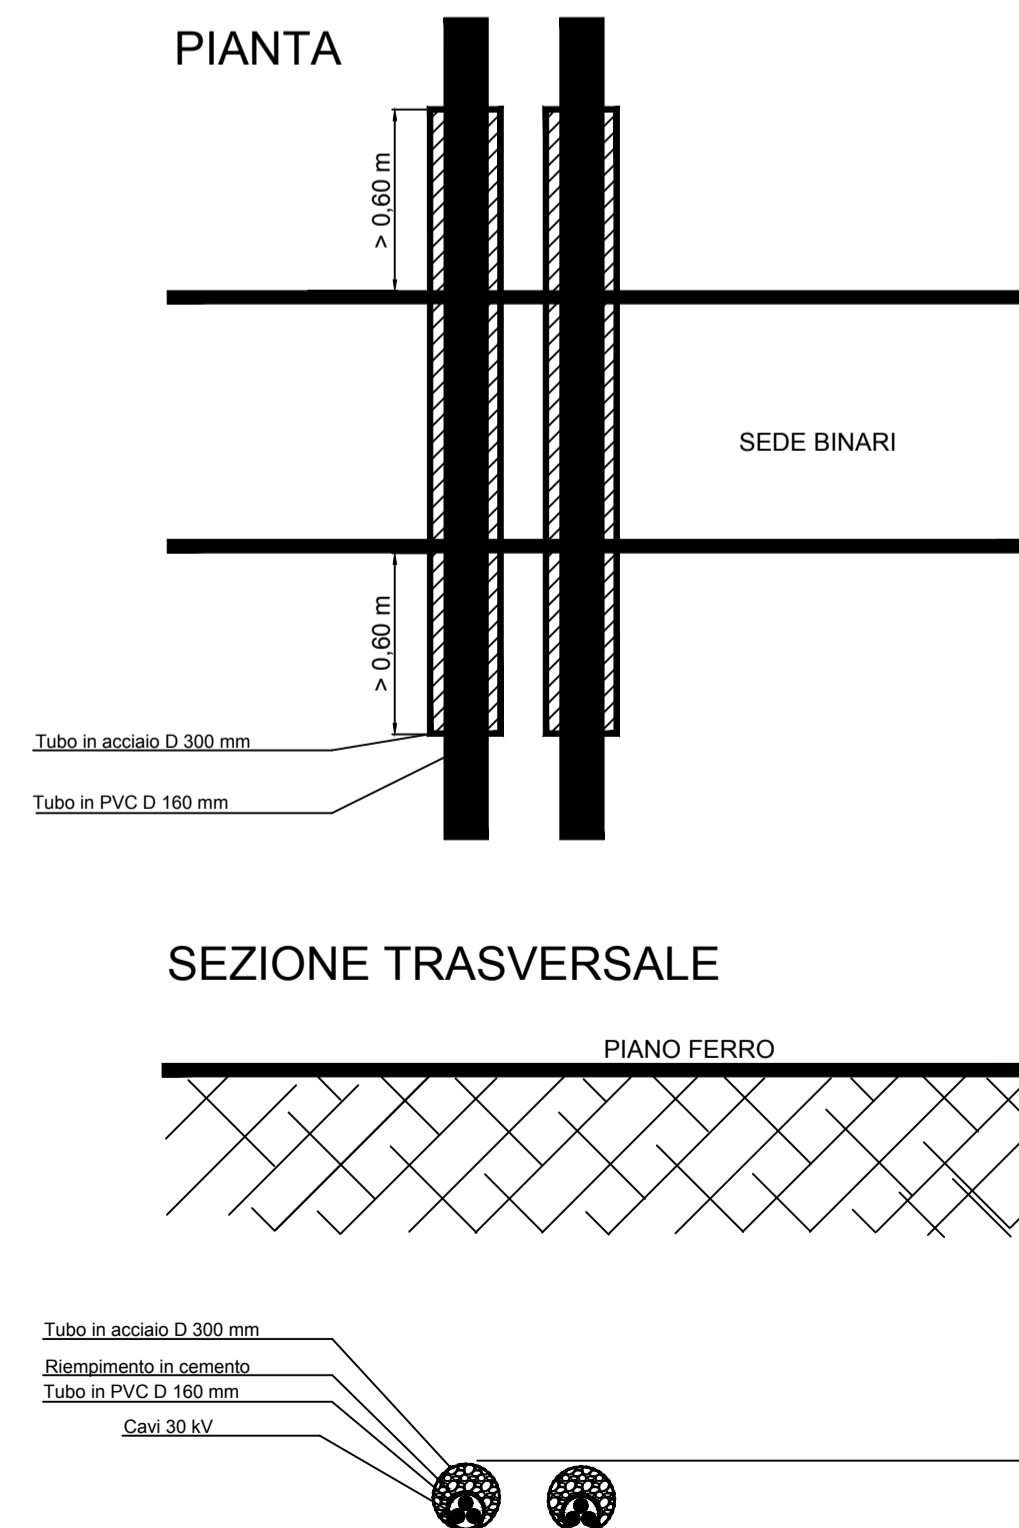 PIANTA
> 0,60 m
SEDE BINARI
> 0,60 m
Tubo in acciaio D 300 mm
Tubo in PVC D 160 mm
SEZIONE TRASVERSALE
PIANO FERRO
Tubo in acciaio D 300 mm
Riempimento in cemento
Tubo in PVC D 160 mm
Cavi 30 kV